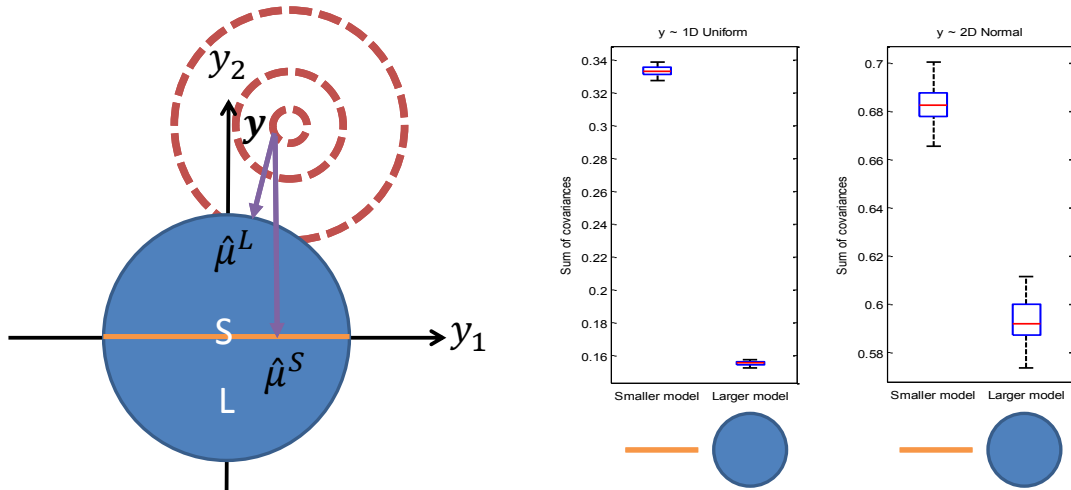 y₂
y
μ̂ᴸ
S
y₁
μ̂ˢ
L
y ~ 1D Uniform
Sum of covariances
0.34
0.32
0.3
0.28
0.26
0.24
0.22
0.2
0.18
0.16
Smaller model Larger model
y ~ 2D Normal
Sum of covariances
0.7
0.68
0.66
0.64
0.62
0.6
0.58
Smaller model Larger model